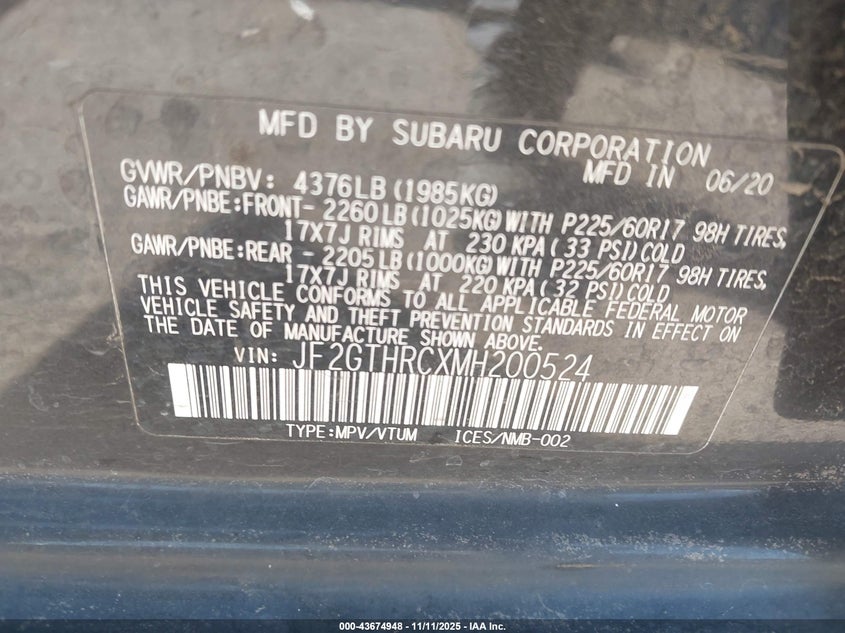 MFD BY SUBARU CORPORATION
MFD IN 06/20
GVWR/PNBV: 4376LB(1985KG)
GAWR/PNBE:FRONT- 2260LB(1025KG)WITH P225/60R17 98H TIRES,
17X7J RIMS AT 230 KPA(33 PSI)COLD
GAWR/PNBE:REAR - 2205LB(1000KG)WITH P225/60R17 98H TIRES,
17X7J RIMS AT 220 KPA(32 PSI)COLD
THIS VEHICLE CONFORMS TO ALL APPLICABLE FEDERAL MOTOR
VEHICLE SAFETY AND THEFT PREVENTION STANDARDS IN EFFECT ON
THE DATE OF MANUFACTURE SHOWN ABOVE.
VIN: JF2GTHRCXMH200524
TYPE:MPV/VTUM ICES/NMB-002
000-43674948 - 11/11/2025 - IAA Inc.